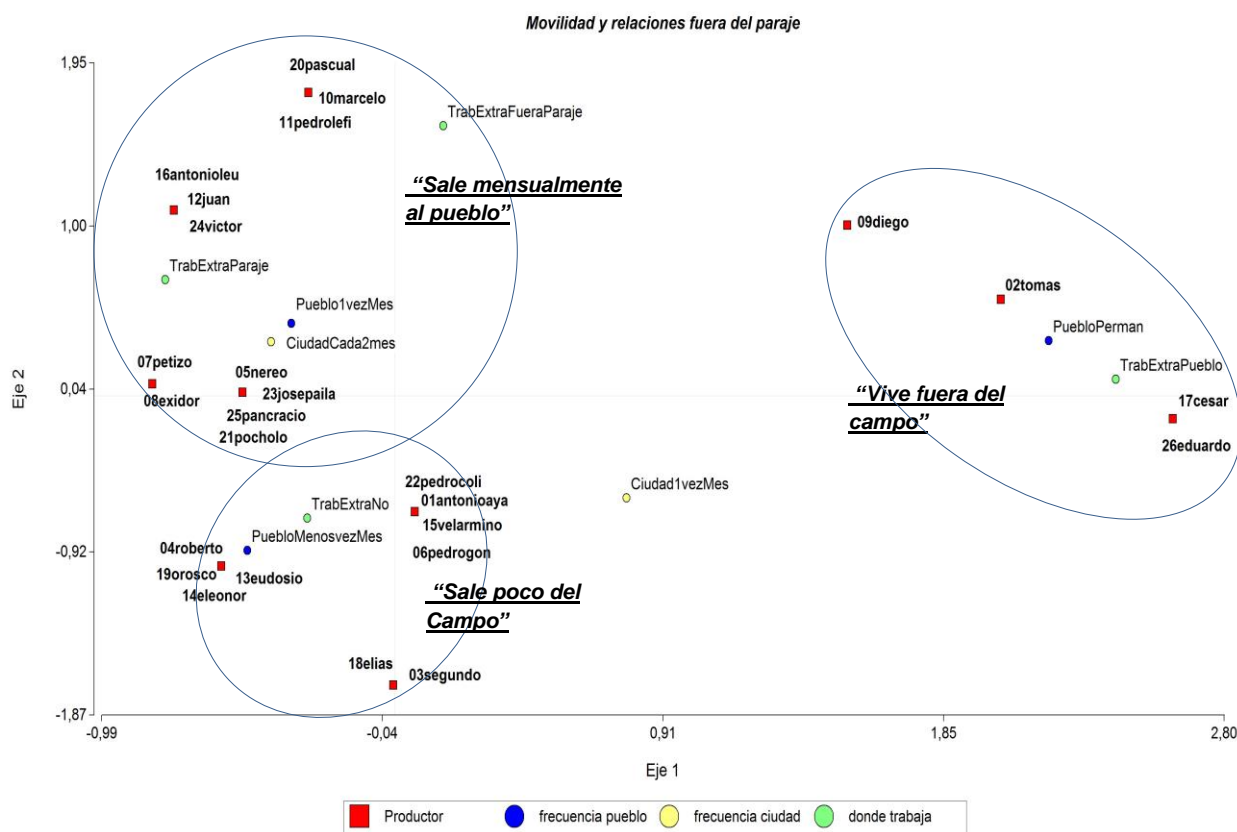 Movilidad y relaciones fuera del paraje
1,95
20pascual
10marcelo
11pedrolefi
TrabExtraFueraParaje
16antonioleu
12juan
24victor
“Sale mensualmente
al pueblo”
1,00
09diego
TrabExtraParaje
02tomas
Pueblo1vezMes
PuebloPerman
CiudadCada2mes
TrabExtraPueblo
07petizo
05nereo
0,04
08exidor
23josepaila
“Vive fuera del
campo”
17cesar
25pancracio
21pocholo
26eduardo
Eje 2
22pedrocoli
Ciudad1vezMes
TrabExtraNo
01antonioaya
15velarmino
PuebloMenosvezMes
04roberto
06pedrogon
-0,92
19orosco
13eudosio
14eleonor
“Sale poco del
Campo”
18elias
03segundo
-1,87
-0,99
-0,04
0,91
1,85
2,80
Eje 1
Productor
frecuencia pueblo
frecuencia ciudad
donde trabaja